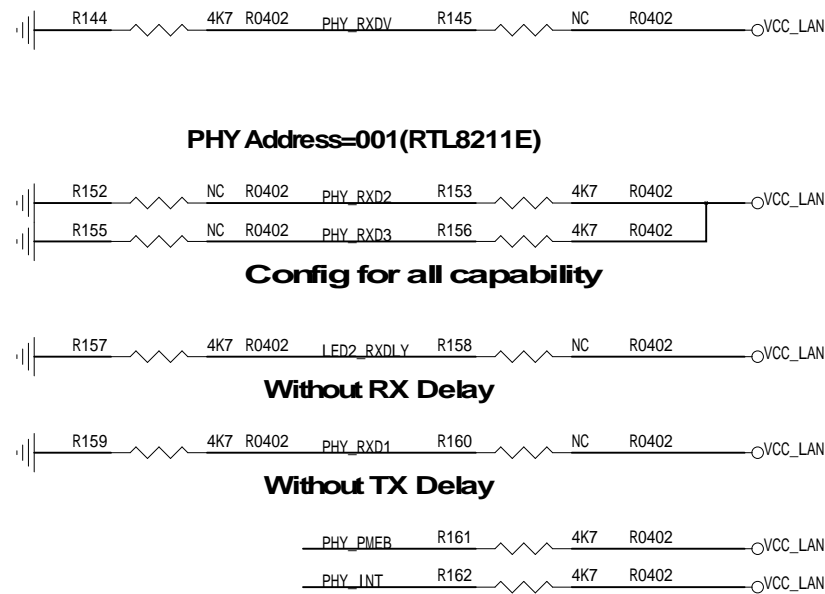 R144 4K7 R0402 PHY_RXDV R145 NC R0402 VCC_LAN
PHY Address=001(RTL8211E)
R152 NC R0402 PHY_RXD2 R153 4K7 R0402 VCC_LAN
R155 NC R0402 PHY_RXD3 R156 4K7 R0402
Config for all capability
R157 4K7 R0402 LED2_RXDLY R158 NC R0402 VCC_LAN
Without RX Delay
R159 4K7 R0402 PHY_RXD1 R160 NC R0402 VCC_LAN
Without TX Delay
PHY_PMEB R161 4K7 R0402 VCC_LAN
PHY_INT R162 4K7 R0402 VCC_LAN